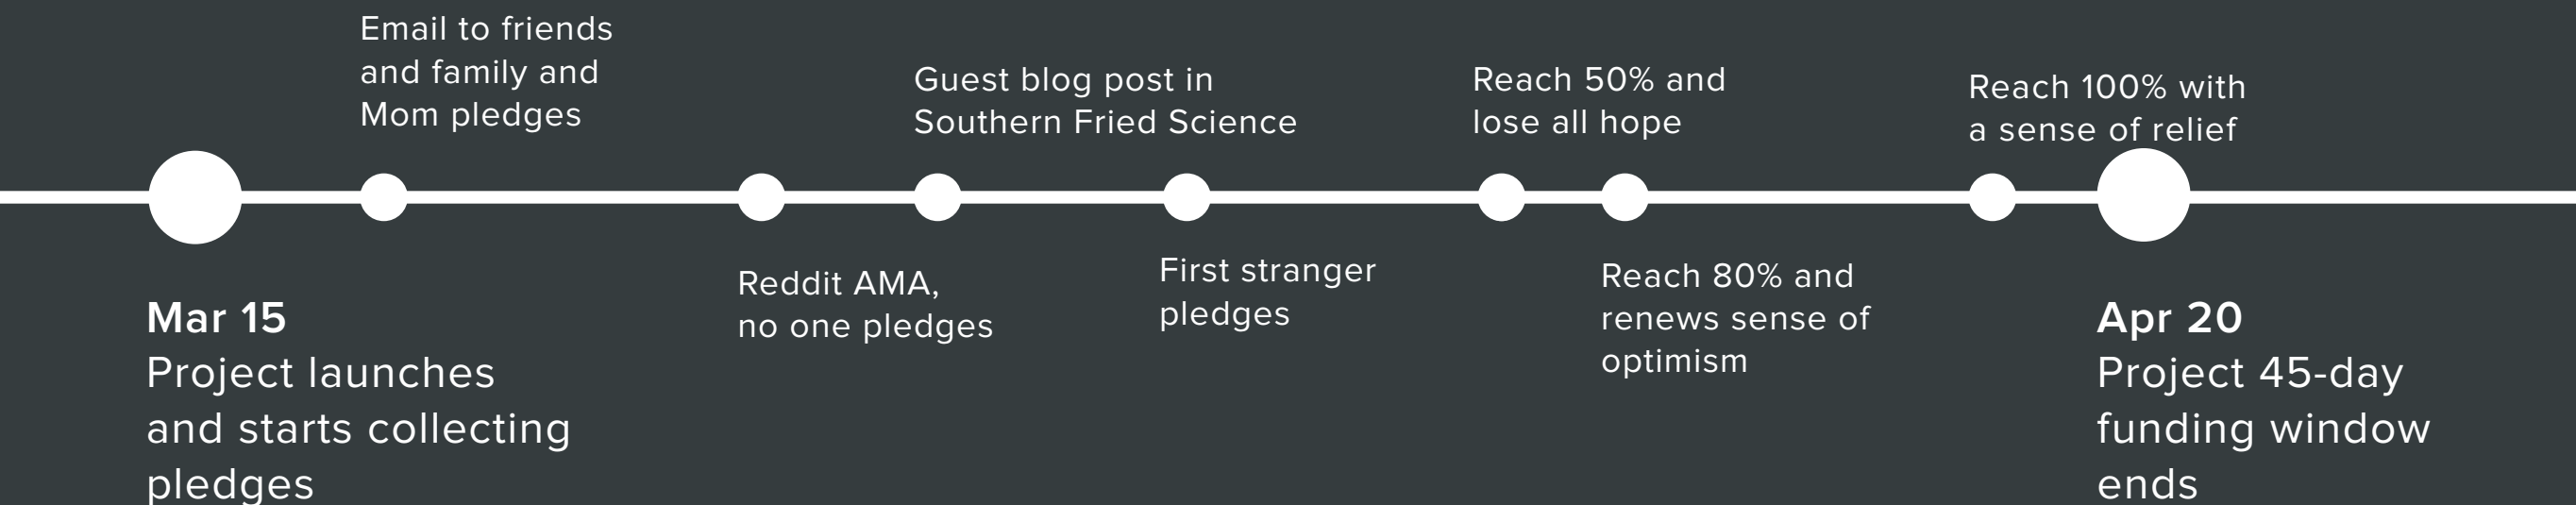 Email to friends
and family and
Mom pledges
Guest blog post in
Southern Fried Science
Reach 50% and
lose all hope
Reach 100% with
a sense of relief
Mar 15
Project launches
and starts collecting
pledges
Reddit AMA,
no one pledges
First stranger
pledges
Reach 80% and
renews sense of
optimism
Apr 20
Project 45-day
funding window
ends